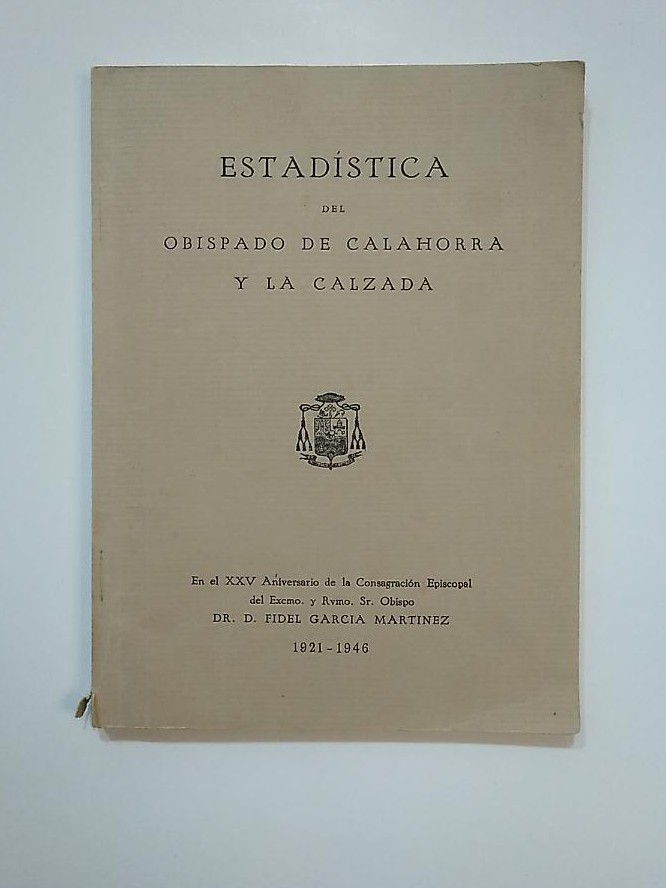 ESTADÍSTICA
DEL
OBISPADO DE CALAHORRA
Y LA CALZADA
En el XXV Aniversario de la Consagración Episcopal
del Excmo. y Rvmo. Sr. Obispo
DR. D. FIDEL GARCIA MARTINEZ
1921-1946